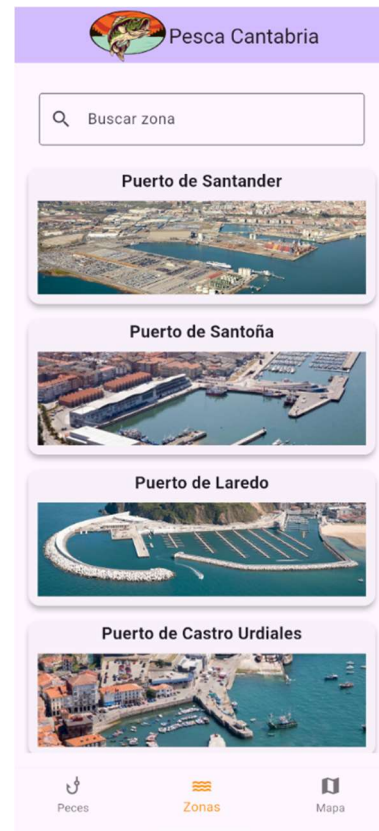 Pesca Cantabria
Buscar zona
Puerto de Santander
Puerto de Santoña
Puerto de Laredo
Puerto de Castro Urdiales
Peces
Zonas
Mapa